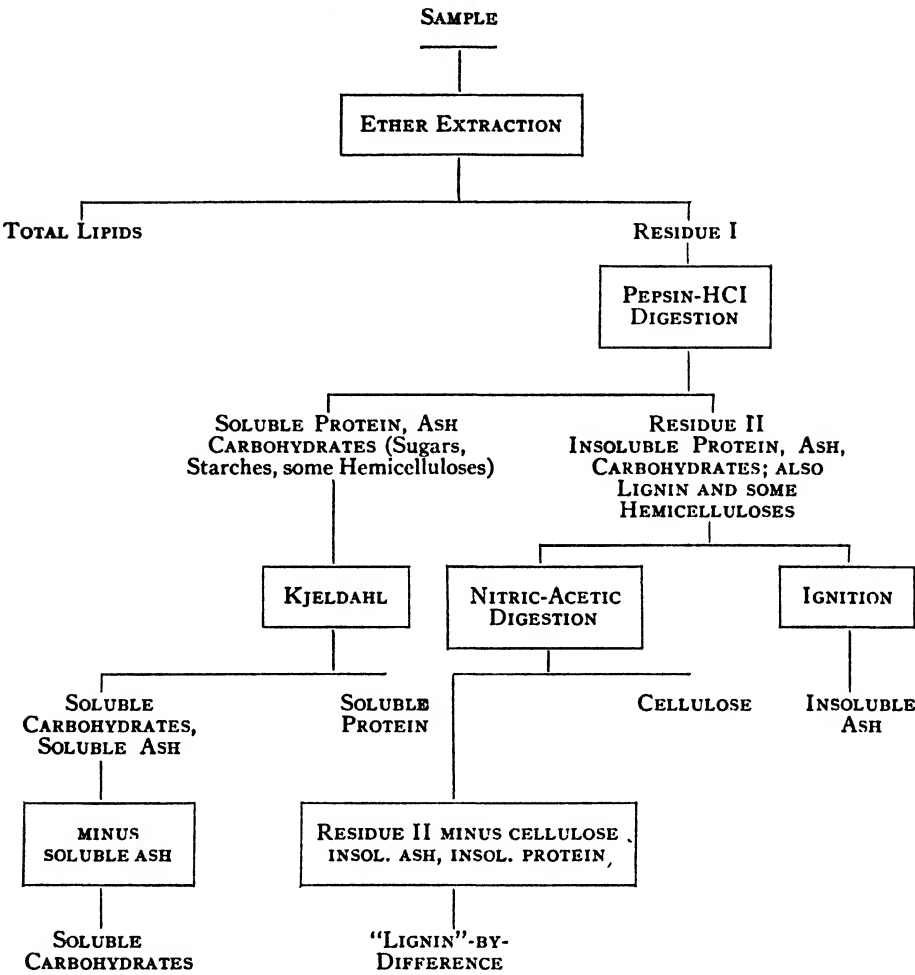 SAMPLE
ETHER EXTRACTION
TOTAL LIPIDS
RESIDUE I
PEPSIN-HCI
DIGESTION
SOLUBLE PROTEIN, ASH
CARBOHYDRATES (Sugars,
Starches, some Hemicelluloses)
RESIDUE II
INSOLUBLE PROTEIN, ASH,
CARBOHYDRATES; ALSO
LIGNIN AND SOME
HEMICELLULOSES
KJELDAHL
NITRIC-ACETIC
DIGESTION
IGNITION
SOLUBLE
CARBOHYDRATES,
SOLUBLE ASH
SOLUBLE
PROTEIN
CELLULOSE
INSOLUBLE
ASH
MINUS
SOLUBLE ASH
RESIDUE II MINUS CELLULOSE
INSOL. ASH, INSOL. PROTEIN,
SOLUBLE
CARBOHYDRATES
"LIGNIN"-BY-
DIFFERENCE